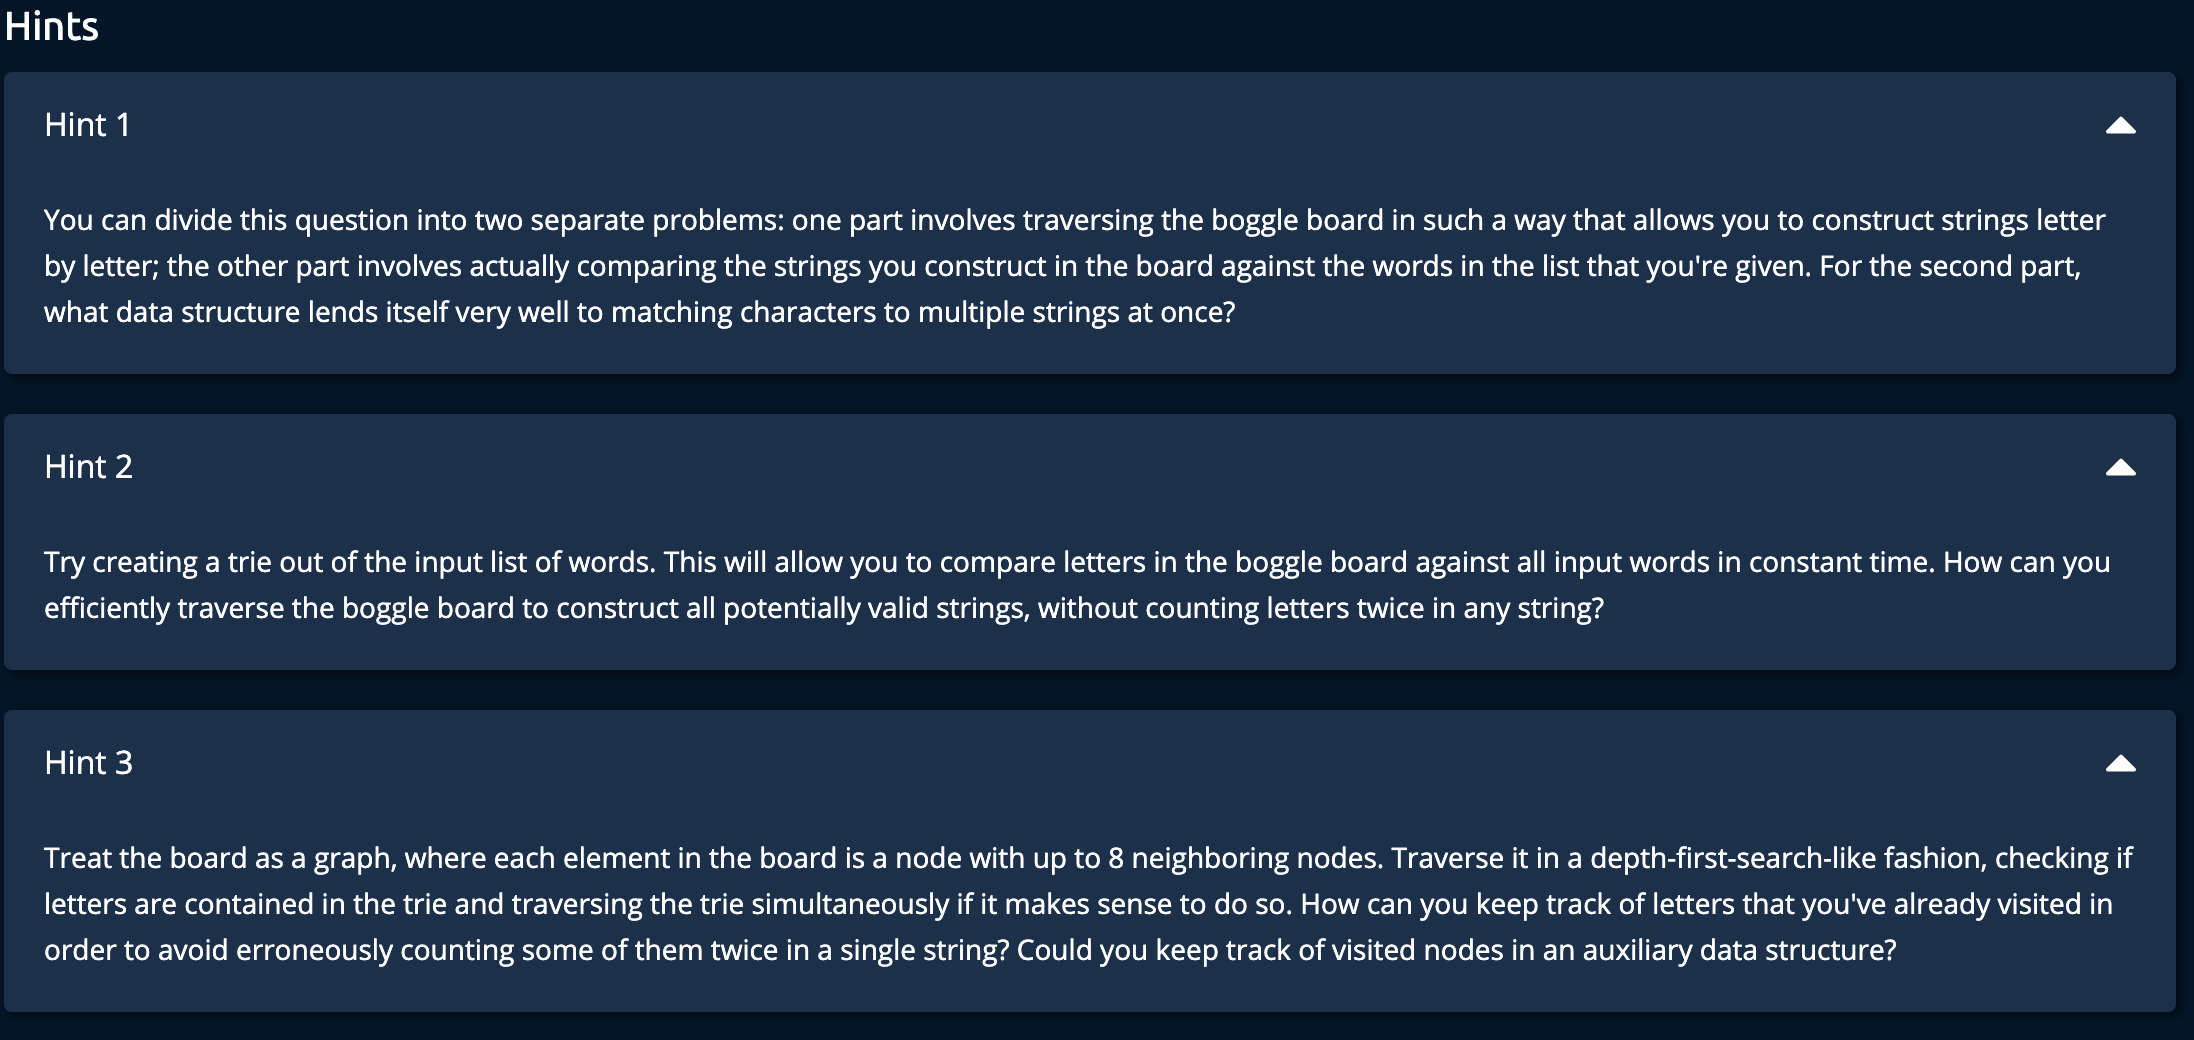 Hints
Hint 1
You can divide this question into two separate problems: one part involves traversing the boggle board in such a way that allows you to construct strings letter
by letter; the other part involves actually comparing the strings you construct in the board against the words in the list that you're given. For the second part,
what data structure lends itself very well to matching characters to multiple strings at once?
Hint 2
Try creating a trie out of the input list of words. This will allow you to compare letters in the boggle board against all input words in constant time. How can you
efficiently traverse the boggle board to construct all potentially valid strings, without counting letters twice in any string?
Hint 3
Treat the board as a graph, where each element in the board is a node with up to 8 neighboring nodes. Traverse it in a depth-first-search-like fashion, checking if
letters are contained in the trie and traversing the trie simultaneously if it makes sense to do so. How can you keep track of letters that you've already visited in
order to avoid erroneously counting some of them twice in a single string? Could you keep track of visited nodes in an auxiliary data structure?